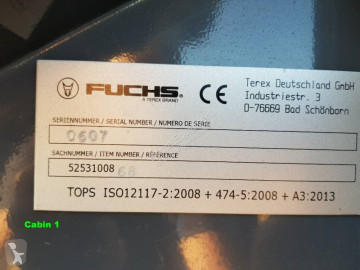 FUCHS
A TEREX BRAND
CE
Terex Deutschland GmbH
Industriestr. 3
D-76669 Bad Schönborn
SERIENNUMMER / SERIAL NUMBER / NUMERO DE SERIE
0607
SACHNUMMER / ITEM NUMBER / RÉFÉRENCE
5253100868
TOPS ISO12117-2:2008 + 474-5:2008 + A3:2013
Cabin 1